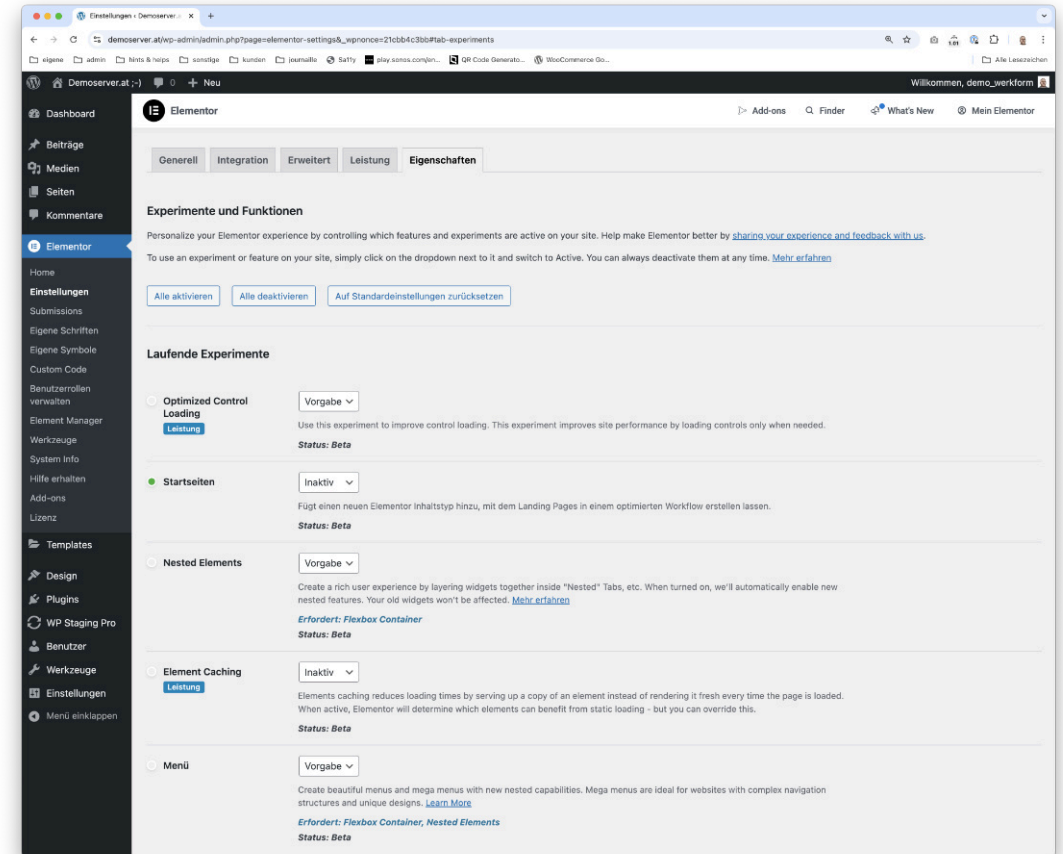 Einstellungen ‹ Demoserver.a
demoserver.at/wp-admin/admin.php?page=elementor-settings&_wpnonce=21cbb4c3bb#tab-experiments
1.01
eigene admin hints & helps sonstige kunden journaille Sa11y play.sonos.com/en... QR Code Generato... WooCommerce Go... Alle Lesezeichen
Demoserver.at ;-) 0 + Neu Willkommen, demo_werkform
Dashboard
Beiträge
Medien
Seiten
Kommentare
Elementor
Home
Einstellungen
Submissions
Eigene Schriften
Eigene Symbole
Custom Code
Benutzerrollen
verwalten
Element Manager
Werkzeuge
System Info
Hilfe erhalten
Add-ons
Lizenz
Templates
Design
Plugins
WP Staging Pro
Benutzer
Werkzeuge
Einstellungen
Menü einklappen
Elementor Add-ons Finder What's New Mein Elementor
Generell Integration Erweitert Leistung Eigenschaften
Experimente und Funktionen
Personalize your Elementor experience by controlling which features and experiments are active on your site. Help make Elementor better by sharing your experience and feedback with us.
To use an experiment or feature on your site, simply click on the dropdown next to it and switch to Active. You can always deactivate them at any time. Mehr erfahren
Alle aktivieren Alle deaktivieren Auf Standardeinstellungen zurücksetzen
Laufende Experimente
Optimized Control
Loading
Leistung
Vorgabe
Use this experiment to improve control loading. This experiment improves site performance by loading controls only when needed.
Status: Beta
Startseiten
Inaktiv
Fügt einen neuen Elementor Inhaltstyp hinzu, mit dem Landing Pages in einem optimierten Workflow erstellen lassen.
Status: Beta
Nested Elements
Vorgabe
Create a rich user experience by layering widgets together inside "Nested" Tabs, etc. When turned on, we'll automatically enable new
nested features. Your old widgets won't be affected. Mehr erfahren
Erfordert: Flexbox Container
Status: Beta
Element Caching
Leistung
Inaktiv
Elements caching reduces loading times by serving up a copy of an element instead of rendering it fresh every time the page is loaded.
When active, Elementor will determine which elements can benefit from static loading - but you can override this.
Status: Beta
Menü
Vorgabe
Create beautiful menus and mega menus with new nested capabilities. Mega menus are ideal for websites with complex navigation
structures and unique designs. Learn More
Erfordert: Flexbox Container, Nested Elements
Status: Beta